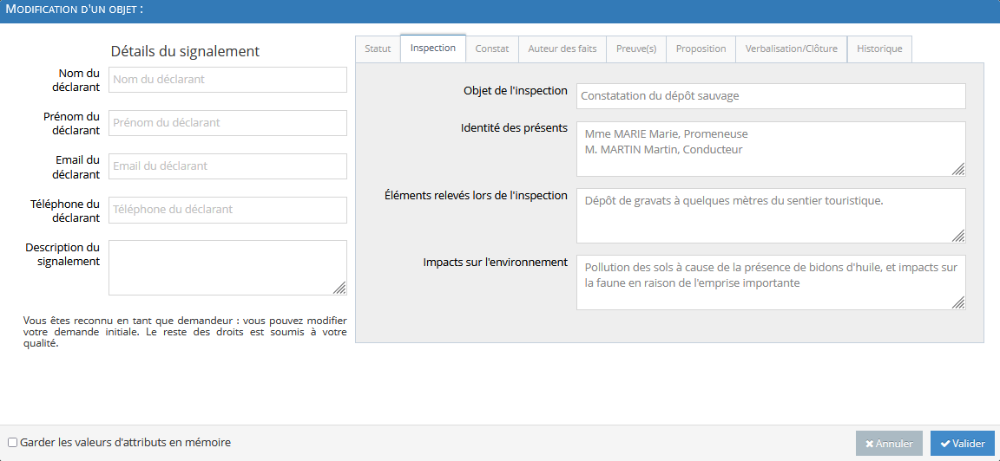 Modification d'un objet :
Détails du signalement
Nom du
déclarant
Nom du déclarant
Prénom du
déclarant
Prénom du déclarant
Email du
déclarant
Email du déclarant
Téléphone du
déclarant
Téléphone du déclarant
Description du
signalement
Vous êtes reconnu en tant que demandeur : vous pouvez modifier
votre demande initiale. Le reste des droits est soumis à votre
qualité.
Statut
Inspection
Constat
Auteur des faits
Preuve(s)
Proposition
Verbalisation/Clôture
Historique
Objet de l'inspection
Constatation du dépôt sauvage
Identité des présents
Mme MARIE Marie, Promeneuse
M. MARTIN Martin, Conducteur
Éléments relevés lors de l'inspection
Dépôt de gravats à quelques mètres du sentier touristique.
Impacts sur l'environnement
Pollution des sols à cause de la présence de bidons d'huile, et impacts sur
la faune en raison de l'emprise importante
Garder les valeurs d'attributs en mémoire
Annuler
Valider